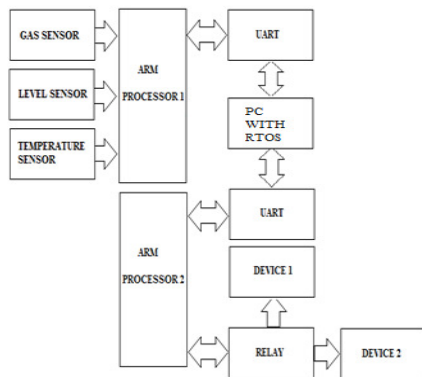 GAS SENSOR
LEVEL SENSOR
TEMPERATURE
SENSOR
ARM
PROCESSOR 1
UART
PC
WITH
RTOS
UART
ARM
PROCESSOR 2
DEVICE 1
RELAY
DEVICE 2